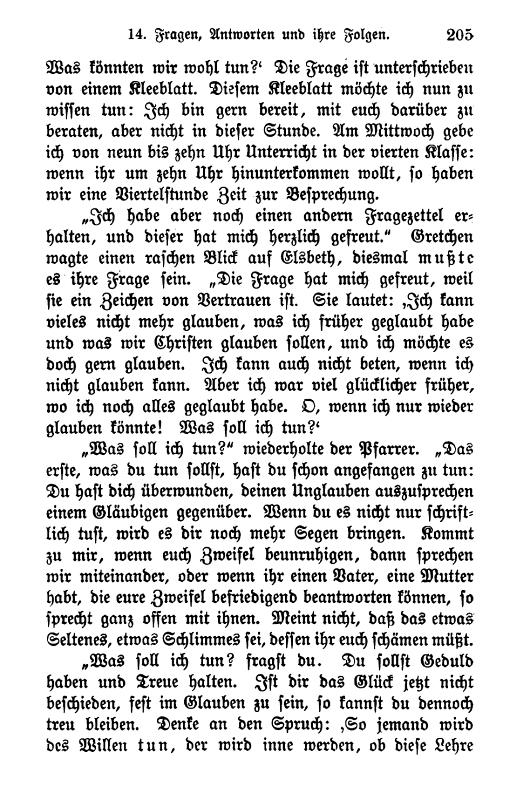 14. Fragen, Antworten und ihre Folgen. 205
Was könnten wir wohl tun?‘ Die Frage ist unterschrieben
von einem Kleeblatt. Diesem Kleeblatt möchte ich nun zu
wissen tun: Ich bin gern bereit, mit euch darüber zu
beraten, aber nicht in dieser Stunde. Am Mittwoch gebe
ich von neun bis zehn Uhr Unterricht in der vierten Klasse:
wenn ihr um zehn Uhr hinunterkommen wollt, so haben
wir eine Viertelstunde Zeit zur Besprechung.
„Ich habe aber noch einen andern Fragezettel er-
halten, und dieser hat mich herzlich gefreut.“ Gretchen
wagte einen raschen Blick auf Elsbeth, diesmal mußte
es ihre Frage sein. „Die Frage hat mich gefreut, weil
sie ein Zeichen von Vertrauen ist. Sie lautet: ‚Ich kann
vieles nicht mehr glauben, was ich früher geglaubt habe
und was wir Christen glauben sollen, und ich möchte es
doch gern glauben. Ich kann auch nicht beten, wenn ich
nicht glauben kann. Aber ich war viel glücklicher früher,
wo ich noch alles geglaubt habe. O, wenn ich nur wieder
glauben könnte! Was soll ich tun?‘
„Was soll ich tun?“ wiederholte der Pfarrer. „Das
erste, was du tun sollst, hast du schon angefangen zu tun:
Du hast dich überwunden, deinen Unglauben auszusprechen
einem Gläubigen gegenüber. Wenn du es nicht nur schrift-
lich tust, wird es dir noch mehr Segen bringen. Kommt
zu mir, wenn euch Zweifel beunruhigen, dann sprechen
wir miteinander, oder wenn ihr einen Vater, eine Mutter
habt, die eure Zweifel befriedigend beantworten können, so
sprecht ganz offen mit ihnen. Meint nicht, daß das etwas
Seltenes, etwas Schlimmes sei, dessen ihr euch schämen müßt.
„Was soll ich tun? fragst du. Du sollst Geduld
haben und Treue halten. Ist dir das Glück jetzt nicht
beschieden, fest im Glauben zu sein, so kannst du dennoch
treu bleiben. Denke an den Spruch: ‚So jemand wird
des Willen tun, der wird inne werden, ob diese Lehre